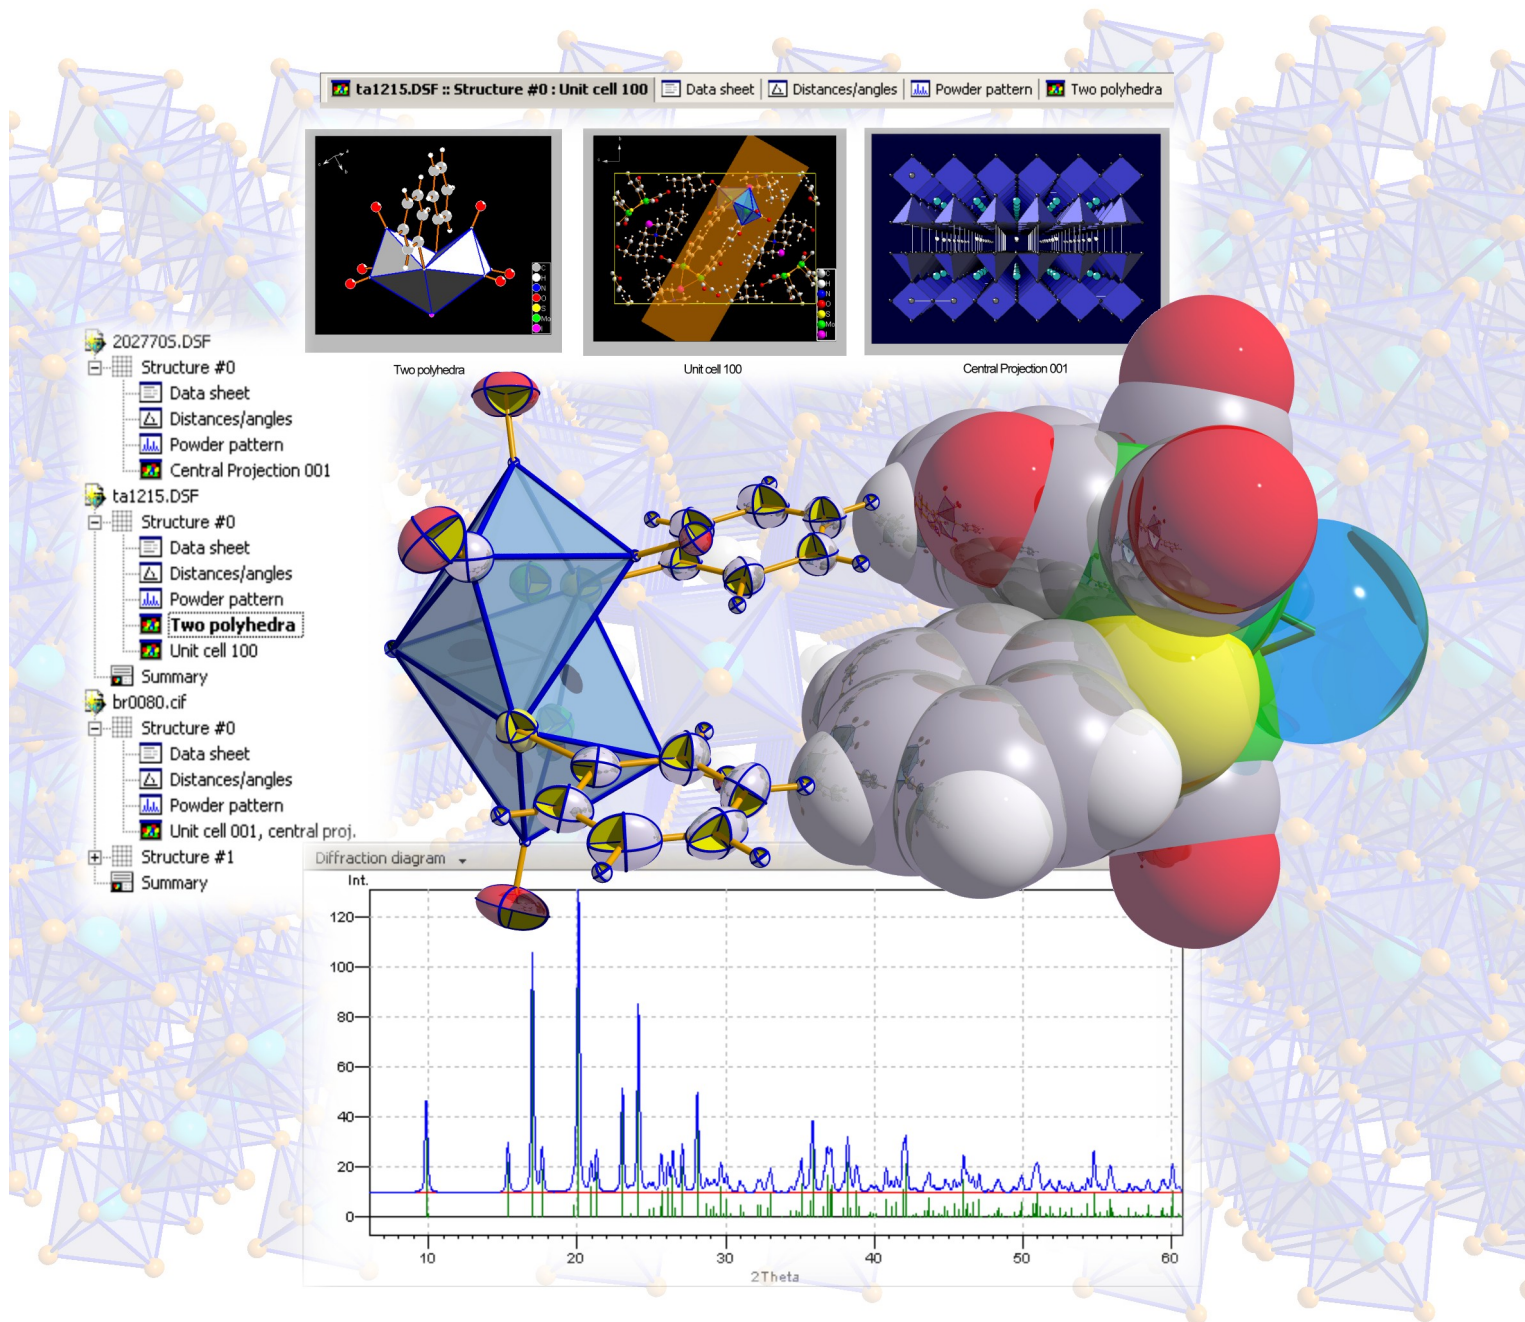 ta1215.DSF :: Structure #0 : Unit cell 100 Data sheet Distances/angles Powder pattern Two polyhedra
C
H
N
O
S
Mo
C
H
N
O
S
Mo
I
Two polyhedra
Unit cell 100
Central Projection 001
202770S.DSF
Structure #0
Data sheet
Distances/angles
Powder pattern
Central Projection 001
ta1215.DSF
Structure #0
Data sheet
Distances/angles
Powder pattern
Two polyhedra
Unit cell 100
Summary
br0080.cif
Structure #0
Data sheet
Distances/angles
Powder pattern
Unit cell 001, central proj.
Structure #1
Summary
Diffraction diagram
Int.
120
100
80
60
40
20
0
10 20 30 40 50 60
2Theta